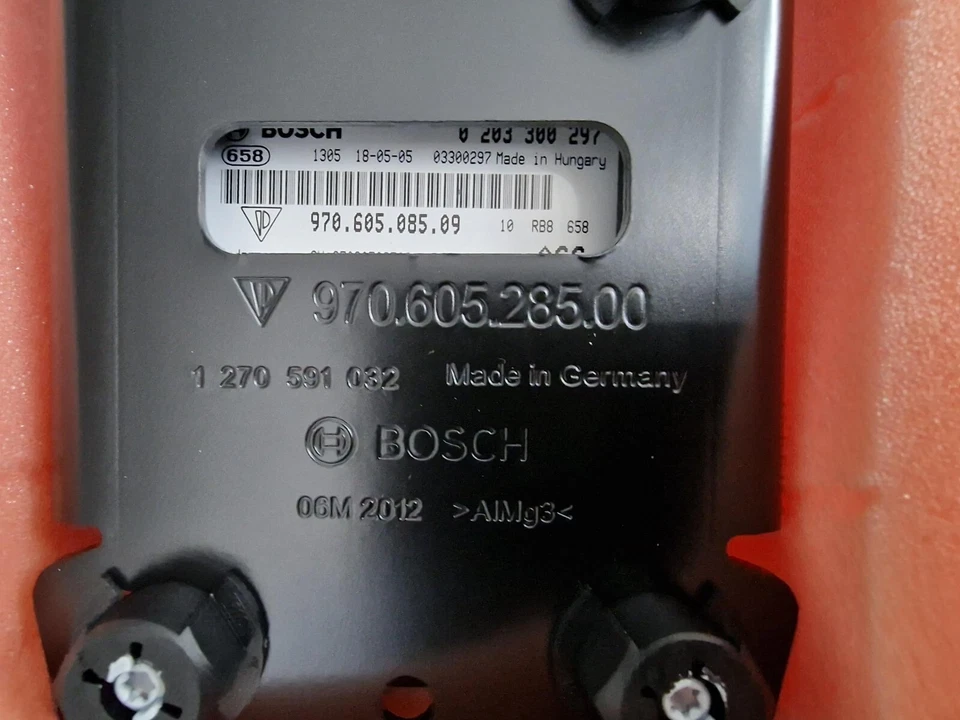 BOSCH 0 203 300 297
658 1305 18-05-05 03300297 Made in Hungary
970.605.085.09 10 RB8 658
970.605.285.00
1 270 591 032 Made in Germany
BOSCH
06M 2012 >AlMg3<